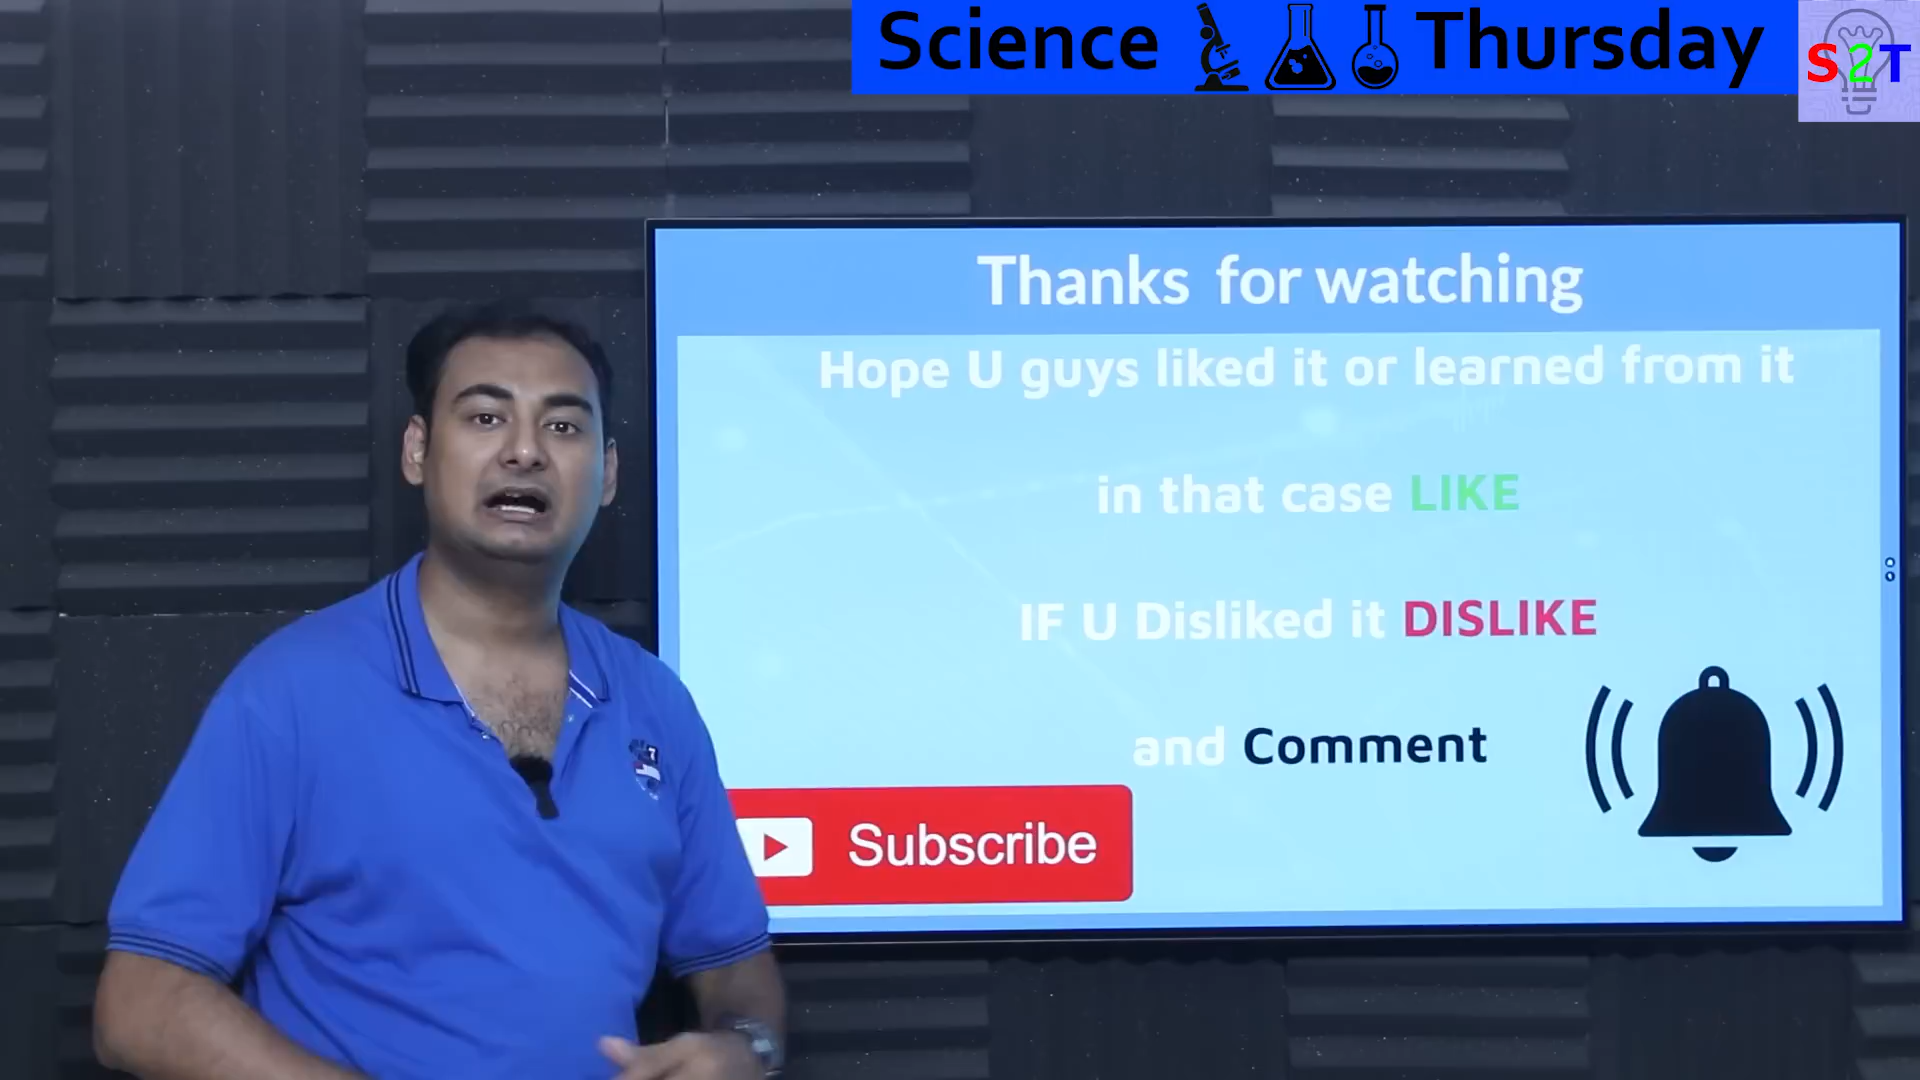 Science Thursday
S2T
Thanks for watching
Hope U guys liked it or learned from it
in that case LIKE
IF U Disliked it DISLIKE
and Comment
Subscribe